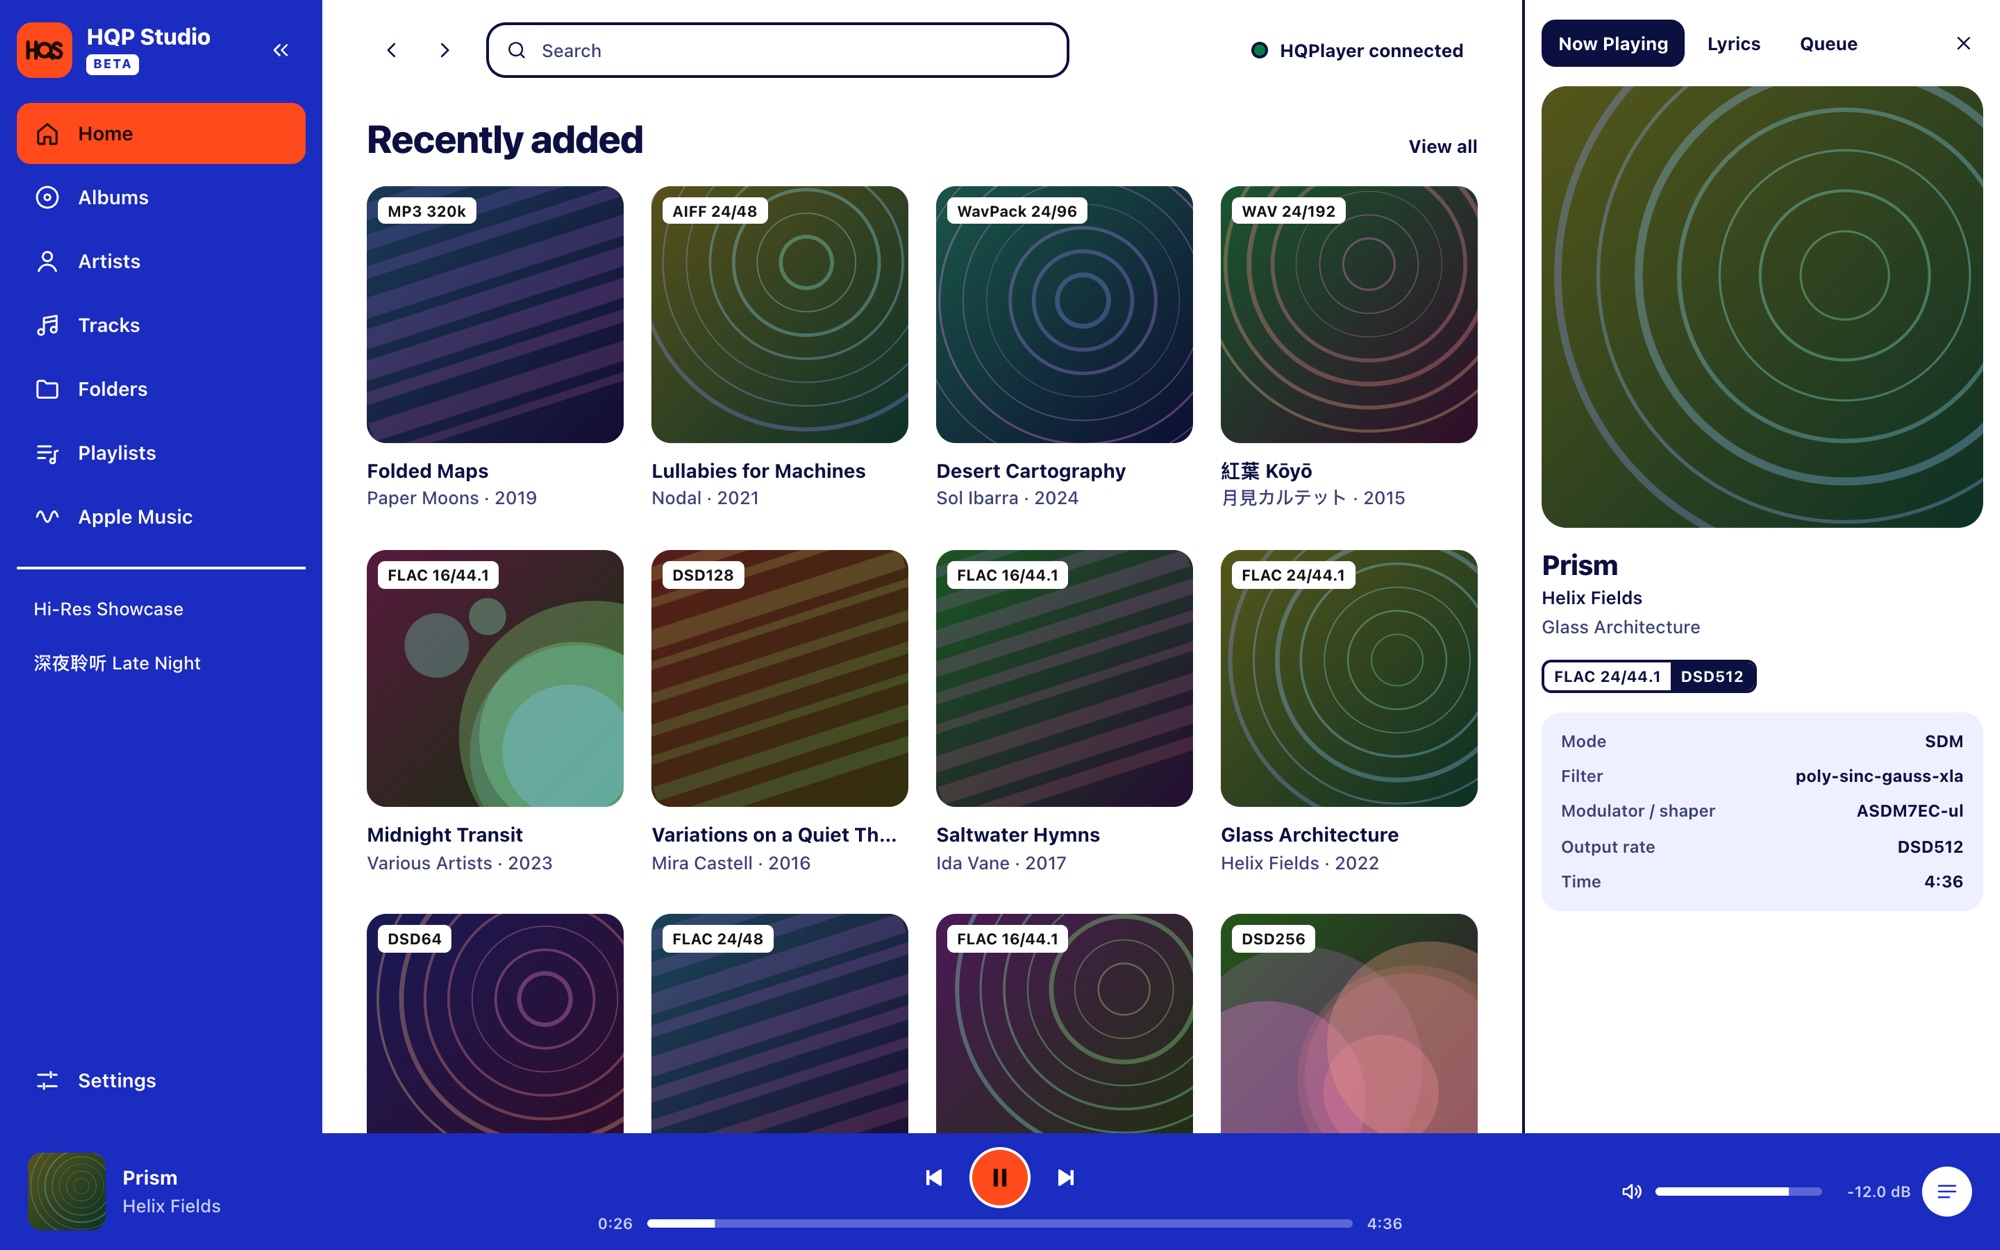 HQS
HQP Studio
BETA
Home
Albums
Artists
Tracks
Folders
Playlists
Apple Music
Hi-Res Showcase
深夜聆听 Late Night
Settings
Search
HQPlayer connected
Recently added
View all
MP3 320k
Folded Maps
Paper Moons · 2019
AIFF 24/48
Lullabies for Machines
Nodal · 2021
WavPack 24/96
Desert Cartography
Sol Ibarra · 2024
WAV 24/192
紅葉 Kōyō
月見カルテット · 2015
FLAC 16/44.1
Midnight Transit
Various Artists · 2023
DSD128
Variations on a Quiet Th...
Mira Castell · 2016
FLAC 16/44.1
Saltwater Hymns
Ida Vane · 2017
FLAC 24/44.1
Glass Architecture
Helix Fields · 2022
DSD64
FLAC 24/48
FLAC 16/44.1
DSD256
Now Playing Lyrics Queue
Prism
Helix Fields
Glass Architecture
FLAC 24/44.1 DSD512
Mode SDM
Filter poly-sinc-gauss-xla
Modulator / shaper ASDM7EC-ul
Output rate DSD512
Time 4:36
Prism
Helix Fields
0:26 4:36
-12.0 dB